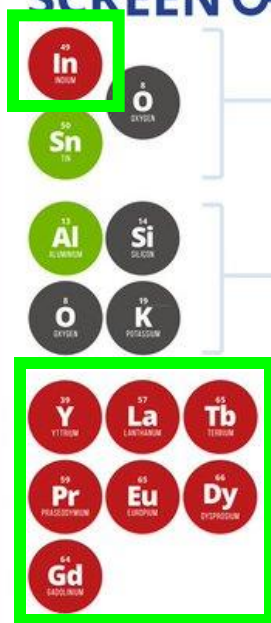 SCREEN O
49
In
INDIUM
8
O
OXYGEN
50
Sn
TIN
13
Al
ALUMINIUM
14
Si
SILICON
8
O
OXYGEN
19
K
POTASSIUM
39
Y
YTTRIUM
57
La
LANTHANUM
65
Tb
TERBIUM
59
Pr
PRASEODYMIUM
63
Eu
EUROPIUM
66
Dy
DYSPROSIUM
64
Gd
GADOLINIUM